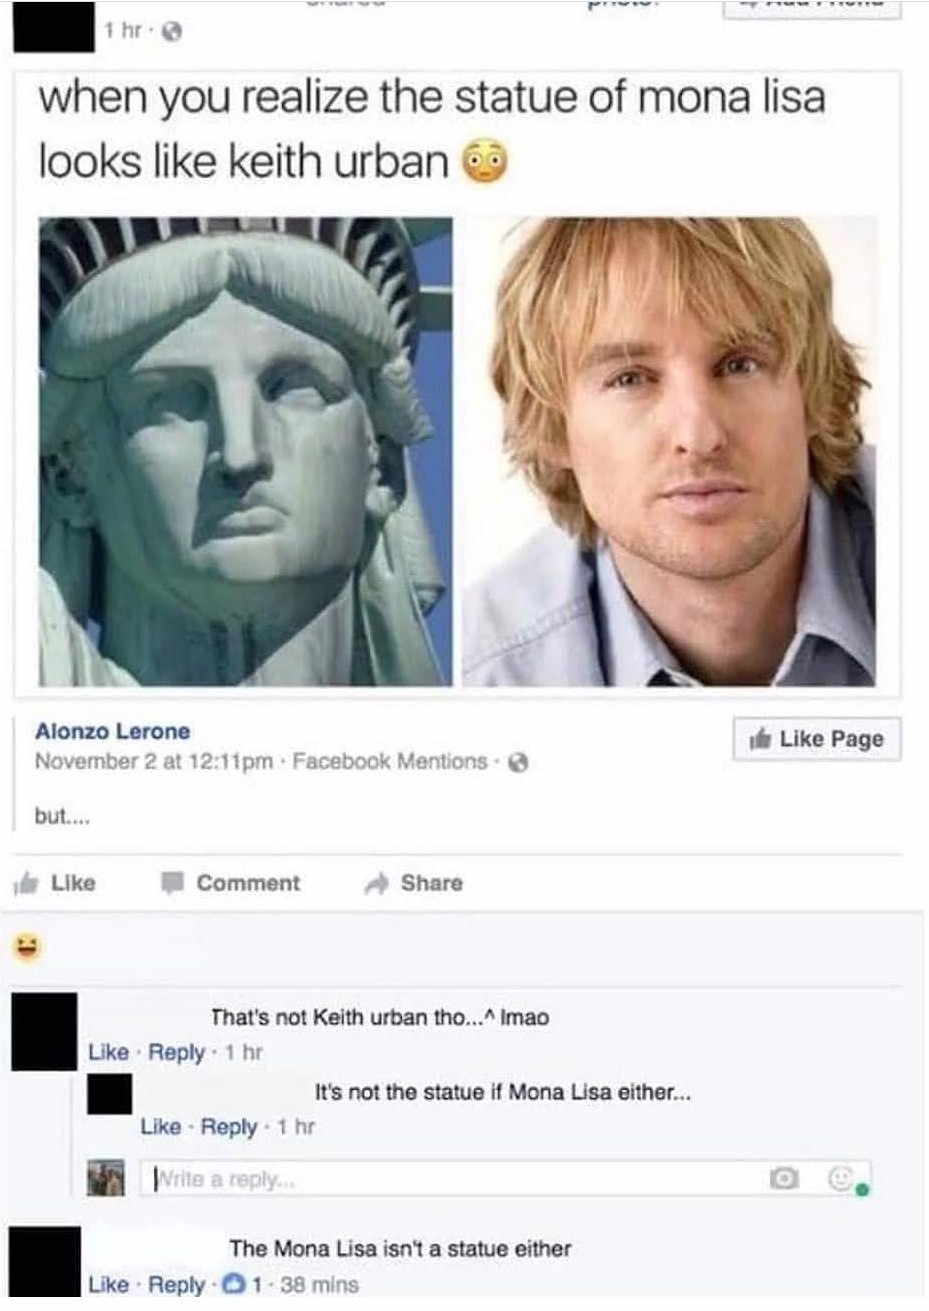 1 hr ·
when you realize the statue of mona lisa
looks like keith urban 😳
Alonzo Lerone
Like Page
November 2 at 12:11pm · Facebook Mentions ·
but....
Like Comment Share
That's not Keith urban tho...^ lmao
Like · Reply · 1 hr
It's not the statue if Mona Lisa either...
Like · Reply · 1 hr
Write a reply...
The Mona Lisa isn't a statue either
Like · Reply · 1 · 38 mins